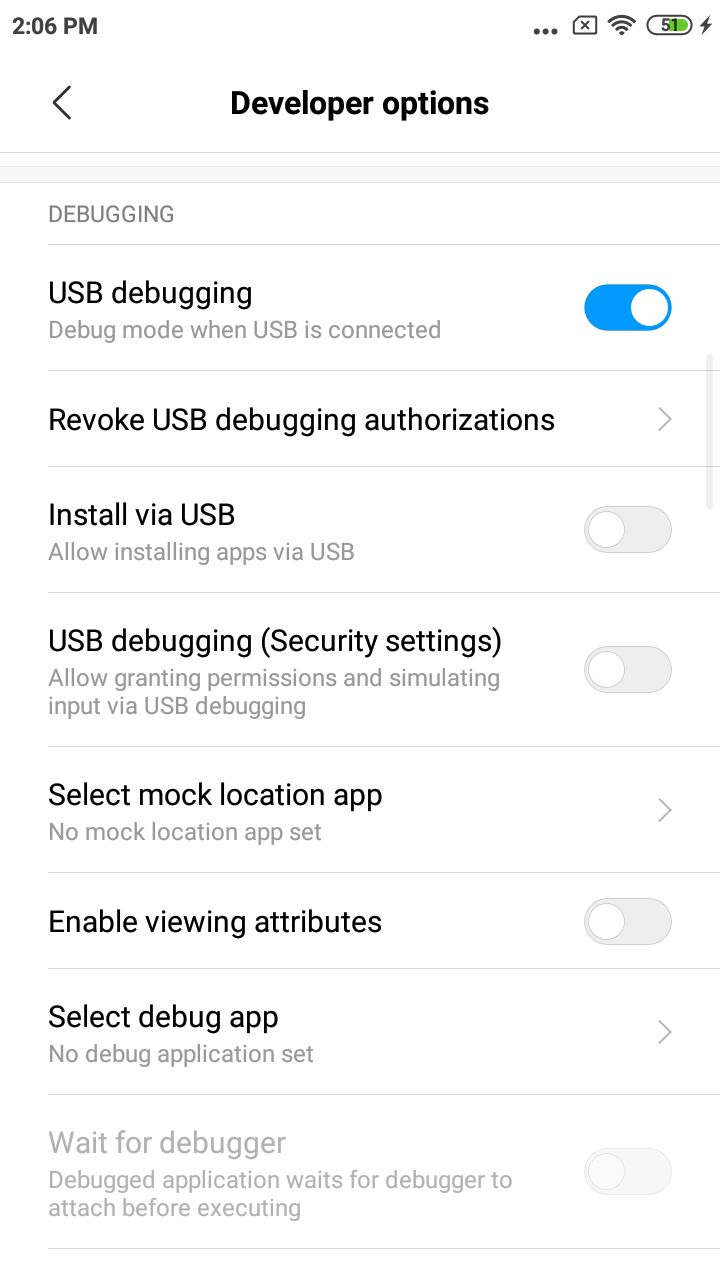 2:06 PM
51
Developer options
DEBUGGING
USB debugging
Debug mode when USB is connected
Revoke USB debugging authorizations
Install via USB
Allow installing apps via USB
USB debugging (Security settings)
Allow granting permissions and simulating
input via USB debugging
Select mock location app
No mock location app set
Enable viewing attributes
Select debug app
No debug application set
Wait for debugger
Debugged application waits for debugger to
attach before executing